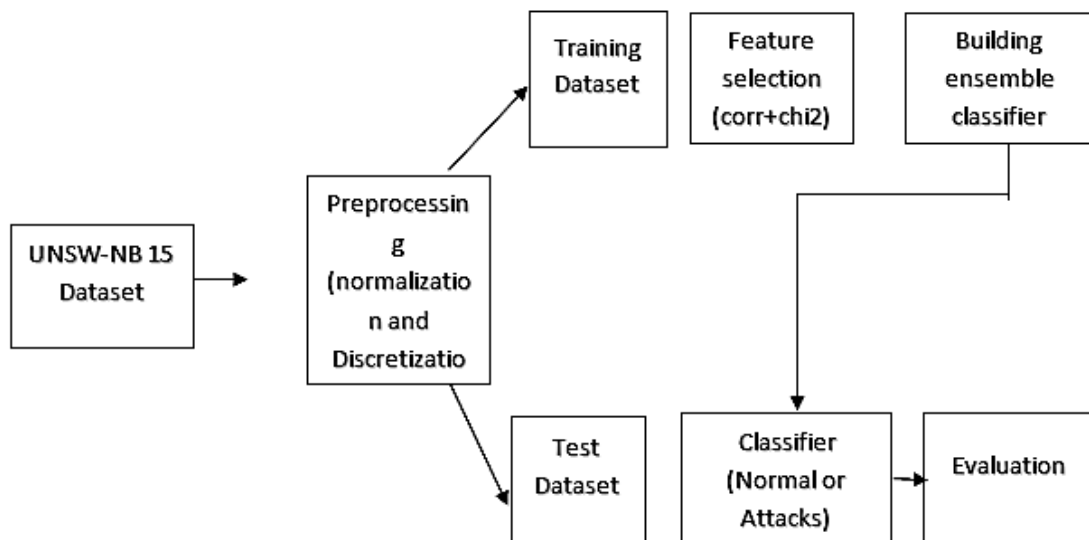 Training
Dataset
Feature
selection
(corr+chi2)
Building
ensemble
classifier
UNSW-NB 15
Dataset
Preprocessin
g
(normalizatio
n and
Discretizatio
Test
Dataset
Classifier
(Normal or
Attacks)
Evaluation